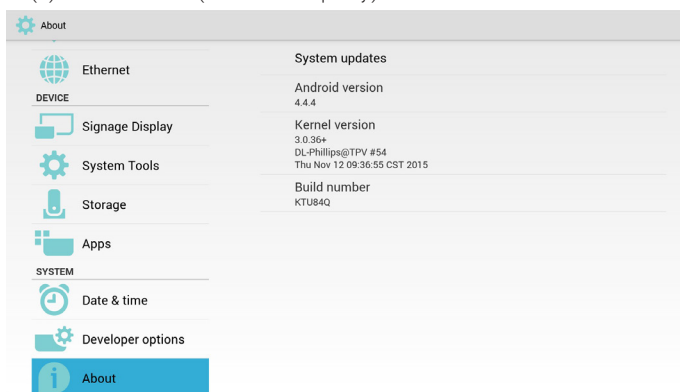 About
Ethernet
DEVICE
Signage Display
System Tools
Storage
Apps
SYSTEM
Date & time
Developer options
About
System updates
Android version
4.4.4
Kernel version
3.0.36+
DL-Phillips@TPV #54
Thu Nov 12 09:36:55 CST 2015
Build number
KTU84Q